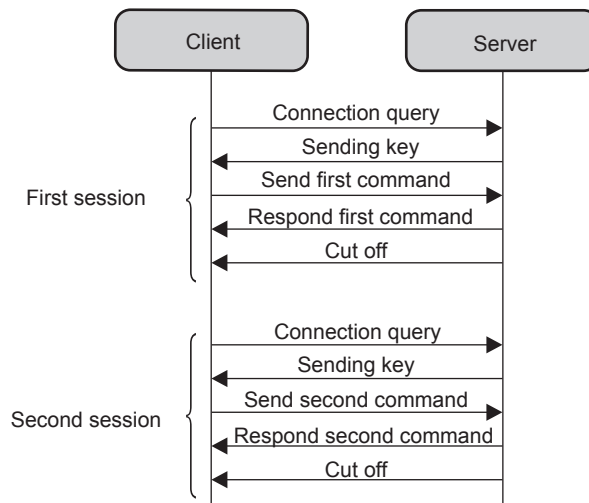 Client
Server
Connection query
Sending key
Send first command
First session
Respond first command
Cut off
Connection query
Sending key
Send second command
Second session
Respond second command
Cut off